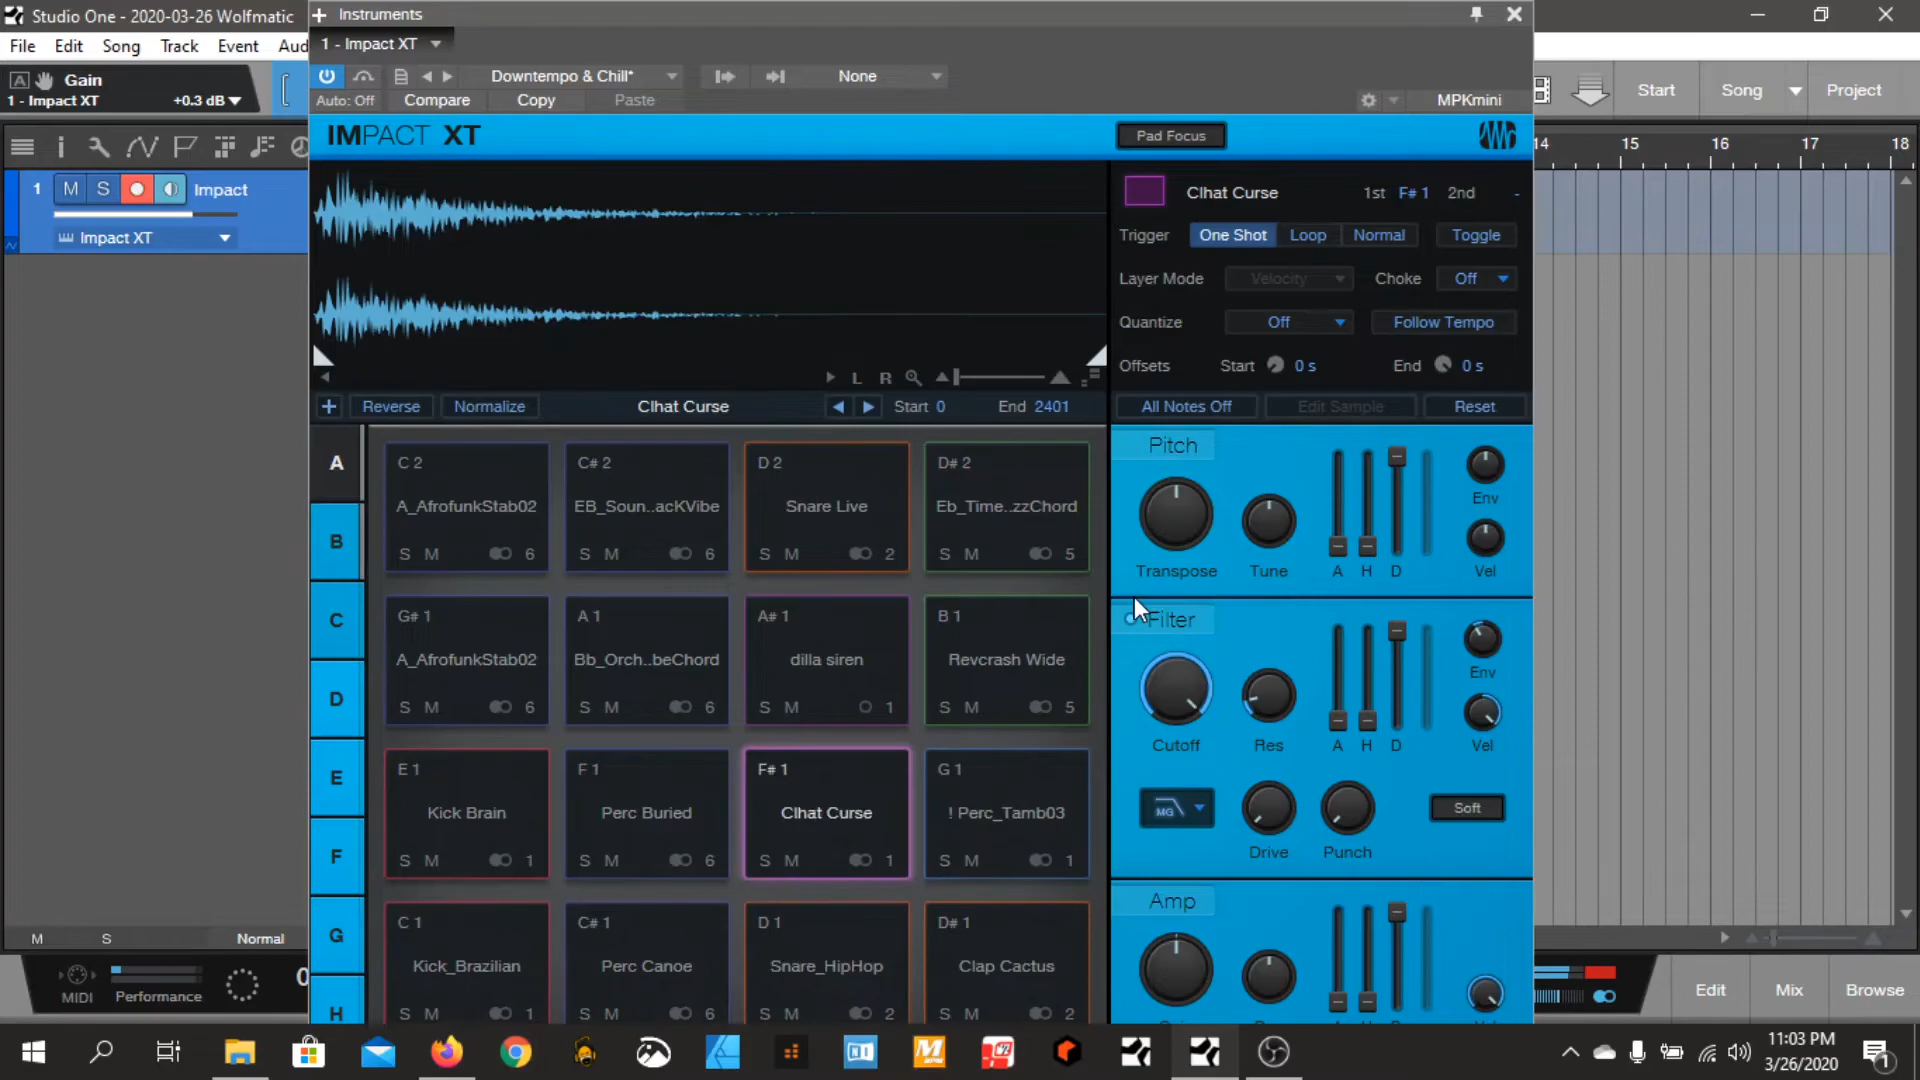 Studio One - 2020-03-26 Wolfmatic
Instruments
File Edit Song Track Event Aud
1 - Impact XT
A Gain
1 - Impact XT +0.3 dB
Downtempo & Chill* None
Auto: Off Compare Copy Paste MPKmini
Start Song Project
IMPACT XT Pad Focus
14 15 16 17 18
1 M S Impact
Impact XT
Clhat Curse 1st F# 1 2nd -
Trigger One Shot Loop Normal Toggle
Layer Mode Velocity Choke Off
Quantize Off Follow Tempo
Offsets Start 0 s End 0 s
L R
Reverse Normalize Clhat Curse Start 0 End 2401
All Notes Off Edit Sample Reset
A B C D E F G H
C 2 C# 2 D 2 D# 2
A_AfrofunkStab02 EB_Soun..acKVibe Snare Live Eb_Time..zzChord
S M 6 S M 6 S M 2 S M 5
G# 1 A 1 A# 1 B 1
A_AfrofunkStab02 Bb_Orch..beChord dilla siren Revcrash Wide
S M 6 S M 6 S M 1 S M 5
E 1 F 1 F# 1 G 1
Kick Brain Perc Buried Clhat Curse ! Perc_Tamb03
S M 1 S M 6 S M 1 S M 1
C 1 C# 1 D 1 D# 1
Kick_Brazilian Perc Canoe Snare_HipHop Clap Cactus
S M 1 S M 6 S M 2 S M 2
Pitch
Env
Transpose Tune A H D Vel
Filter
Env
Cutoff Res A H D Vel
MG Soft
Drive Punch
Amp
M S Normal
MIDI Performance 0
Edit Mix Browse
11:03 PM
3/26/2020
1